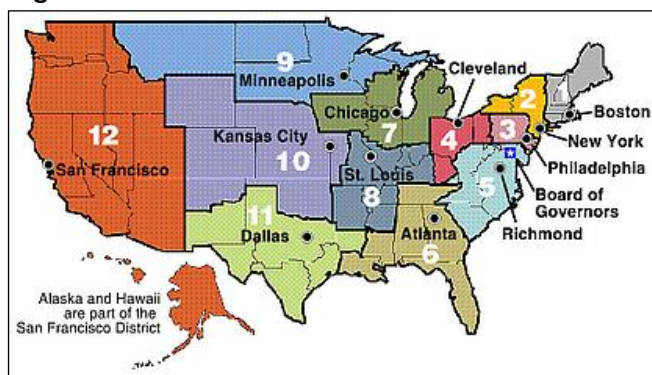 9
Minneapolis
Cleveland
2
1
Chicago
7
Boston
12
Kansas City
4
3
New York
San Francisco
10
St. Louis
Philadelphia
8
5
Board of
Governors
11
Dallas
Atlanta
6
Richmond
Alaska and Hawaii
are part of the
San Francisco District